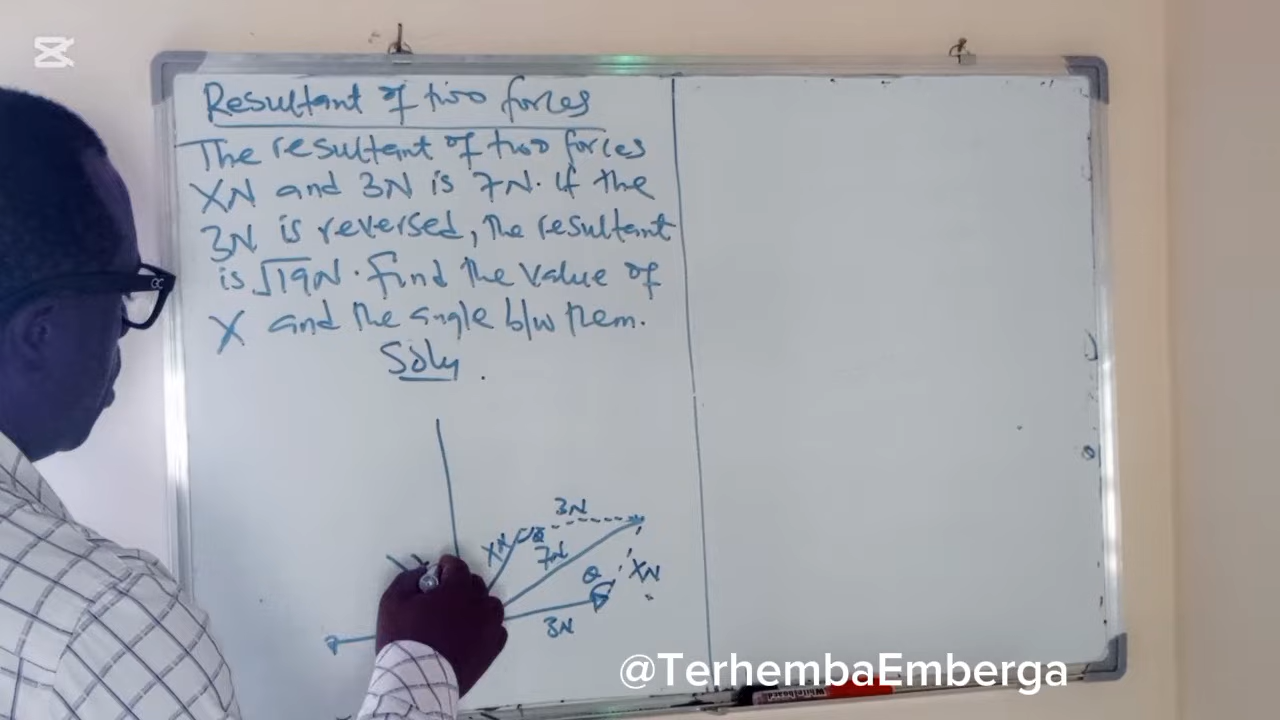 Resultant of two forces
The resultant of two forces
XN and 3N is 7N. If the
3N is reversed, the resultant
is √19N. Find the value of
X and the angle b/w them.
Soln.
3N
XN
7N
θ
XN
3N
@TerhembaEmberga